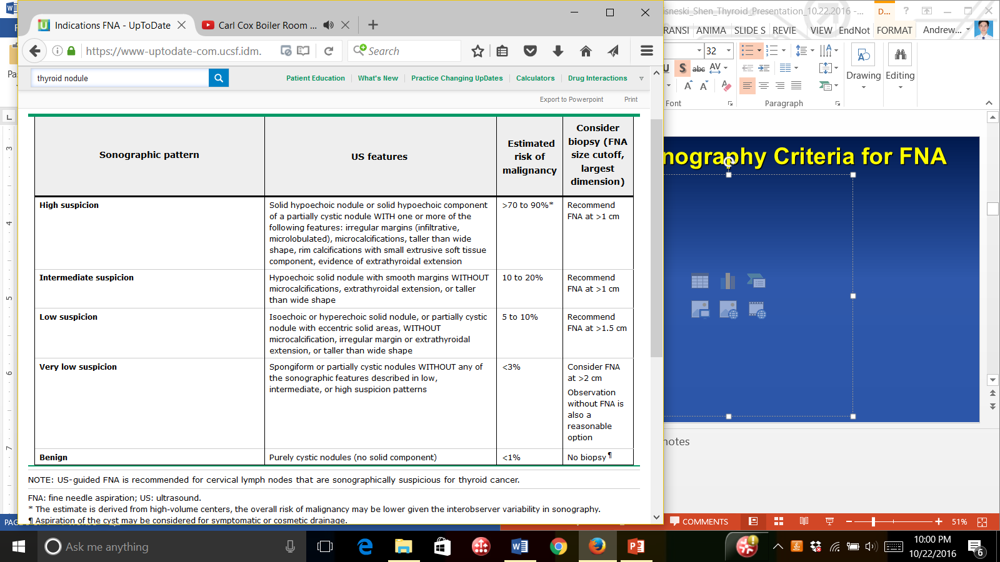 Indications FNA - UpToDate
Carl Cox Boiler Room ...
https://www-uptodate-com.ucsf.idm.
Search
thyroid nodule
Patient Education
What's New
Practice Changing UpDates
Calculators
Drug Interactions
Export to Powerpoint
Print
Sonographic pattern
US features
Estimated
risk of
malignancy
Consider
biopsy (FNA
size cutoff,
largest
dimension)
High suspicion
Solid hypoechoic nodule or solid hypoechoic component
of a partially cystic nodule WITH one or more of the
following features: irregular margins (infiltrative,
microlobulated), microcalcifications, taller than wide
shape, rim calcifications with small extrusive soft tissue
component, evidence of extrathyroidal extension
>70 to 90%*
Recommend
FNA at >1 cm
Intermediate suspicion
Hypoechoic solid nodule with smooth margins WITHOUT
microcalcifications, extrathyroidal extension, or taller
than wide shape
10 to 20%
Recommend
FNA at >1 cm
Low suspicion
Isoechoic or hyperechoic solid nodule, or partially cystic
nodule with eccentric solid areas, WITHOUT
microcalcification, irregular margin or extrathyroidal
extension, or taller than wide shape
5 to 10%
Recommend
FNA at >1.5 cm
Very low suspicion
Spongiform or partially cystic nodules WITHOUT any of
the sonographic features described in low,
intermediate, or high suspicion patterns
<3%
Consider FNA
at >2 cm
Observation
without FNA is
also a
reasonable
option
Benign
Purely cystic nodules (no solid component)
<1%
No biopsy¶
NOTE: US-guided FNA is recommended for cervical lymph nodes that are sonographically suspicious for thyroid cancer.
FNA: fine needle aspiration; US: ultrasound.
* The estimate is derived from high-volume centers, the overall risk of malignancy may be lower given the interobserver variability in sonography.
¶ Aspiration of the cyst may be considered for symptomatic or cosmetic drainage.
isneski_Shen_Thyroid_Presentation_10.22.2016 -...
D...
?
RANSI
ANIMA
SLIDE S
REVIE
VIEW
EndNot
FORMAT
Andrew...
32
U
S
abc
AV
A
A
A
Drawing
Editing
Font
Paragraph
nography Criteria for FNA
notes
L
3
4
5
6
7
PAGE
COMMENTS
51%
Ask me anything
10:00 PM
10/22/2016
6